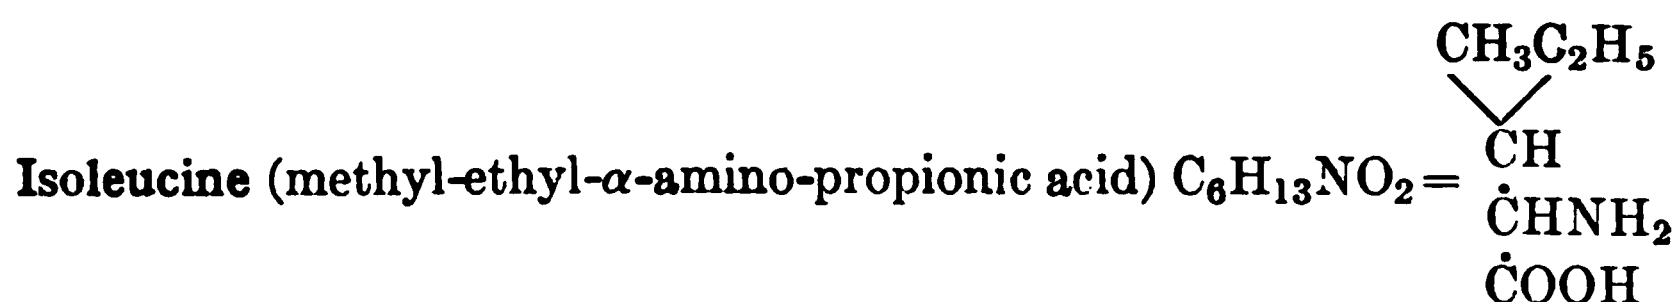 CH₃C₂H₅
CH
Isoleucine (methyl-ethyl-α-amino-propionic acid) C₆H₁₃NO₂=
CHNH₂
COOH